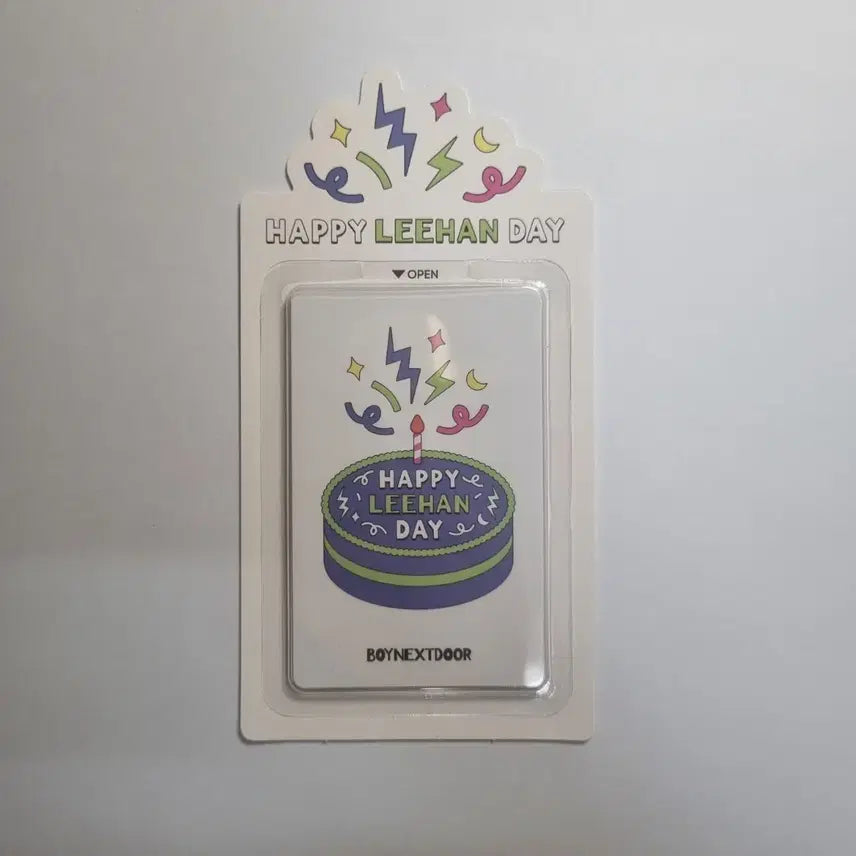 HAPPY LEEHAN DAY
▼ OPEN
HAPPY
LEEHAN
DAY
BOYNEXTDOOR